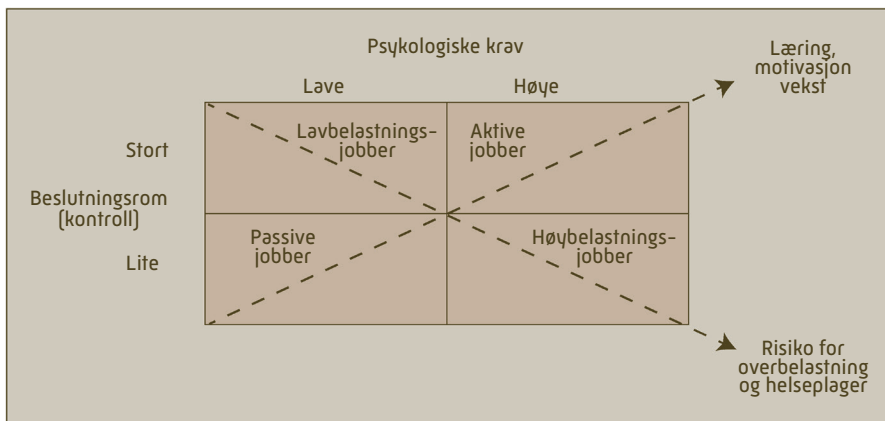 Psykologiske krav
Læring,
motivasjon
vekst
Lave
Høye
Stort
Lavbelastnings-
jobber
Aktive
jobber
Beslutningsrom
(kontroll)
Lite
Passive
jobber
Høybelastnings-
jobber
Risiko for
overbelastning
og helseplager